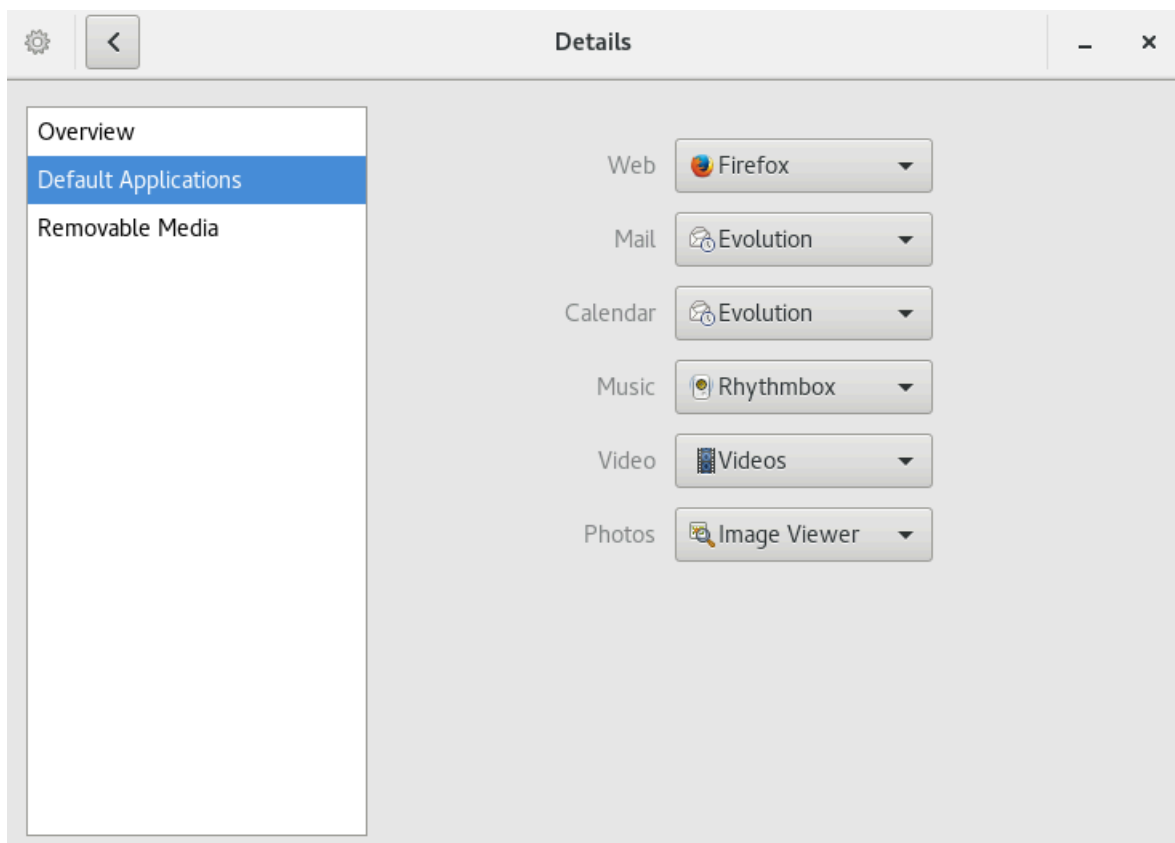 Details
Overview
Default Applications
Removable Media
Web Firefox
Mail Evolution
Calendar Evolution
Music Rhythmbox
Video Videos
Photos Image Viewer